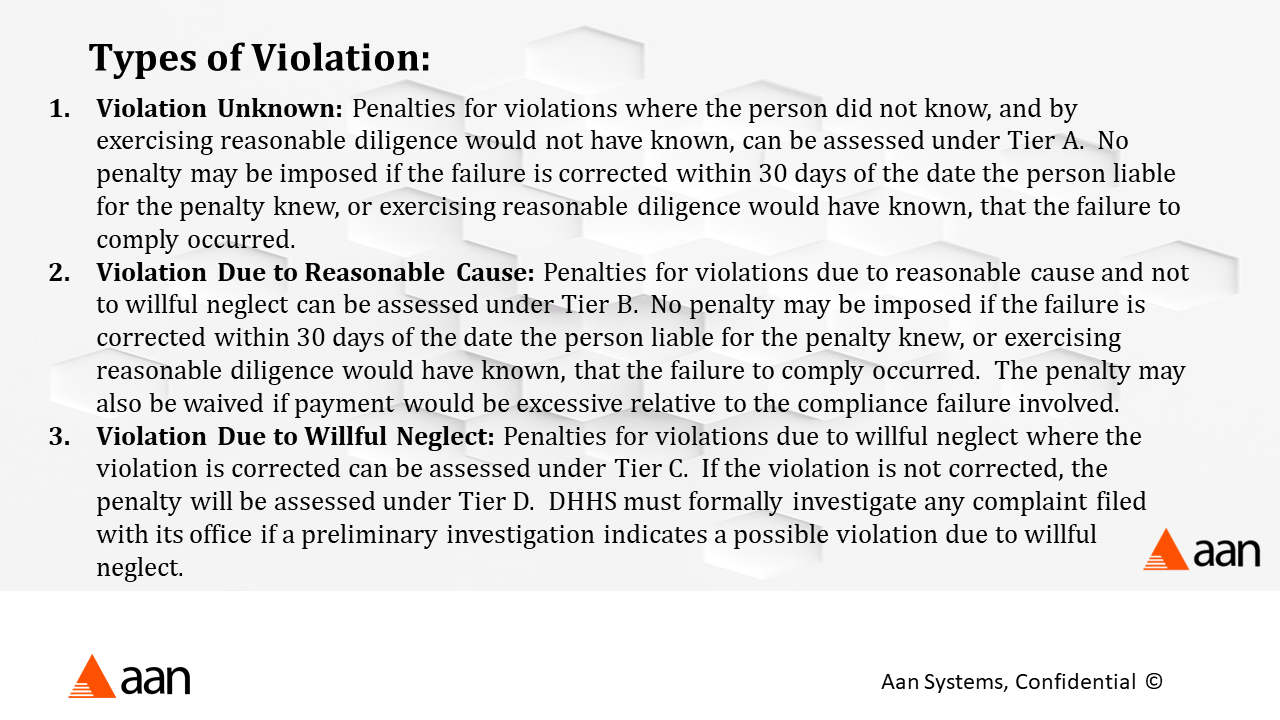 Types of Violation:
1. Violation Unknown: Penalties for violations where the person did not know, and by
exercising reasonable diligence would not have known, can be assessed under Tier A. No
penalty may be imposed if the failure is corrected within 30 days of the date the person liable
for the penalty knew, or exercising reasonable diligence would have known, that the failure to
comply occurred.
2. Violation Due to Reasonable Cause: Penalties for violations due to reasonable cause and not
to willful neglect can be assessed under Tier B. No penalty may be imposed if the failure is
corrected within 30 days of the date the person liable for the penalty knew, or exercising
reasonable diligence would have known, that the failure to comply occurred. The penalty may
also be waived if payment would be excessive relative to the compliance failure involved.
3. Violation Due to Willful Neglect: Penalties for violations due to willful neglect where the
violation is corrected can be assessed under Tier C. If the violation is not corrected, the
penalty will be assessed under Tier D. DHHS must formally investigate any complaint filed
with its office if a preliminary investigation indicates a possible violation due to willful
neglect.
aan
aan
Aan Systems, Confidential ©